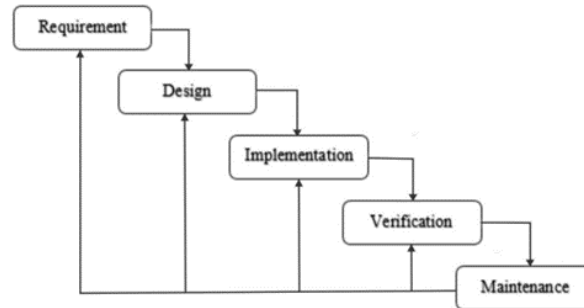 Requirement
Design
Implementation
Verification
Maintenance